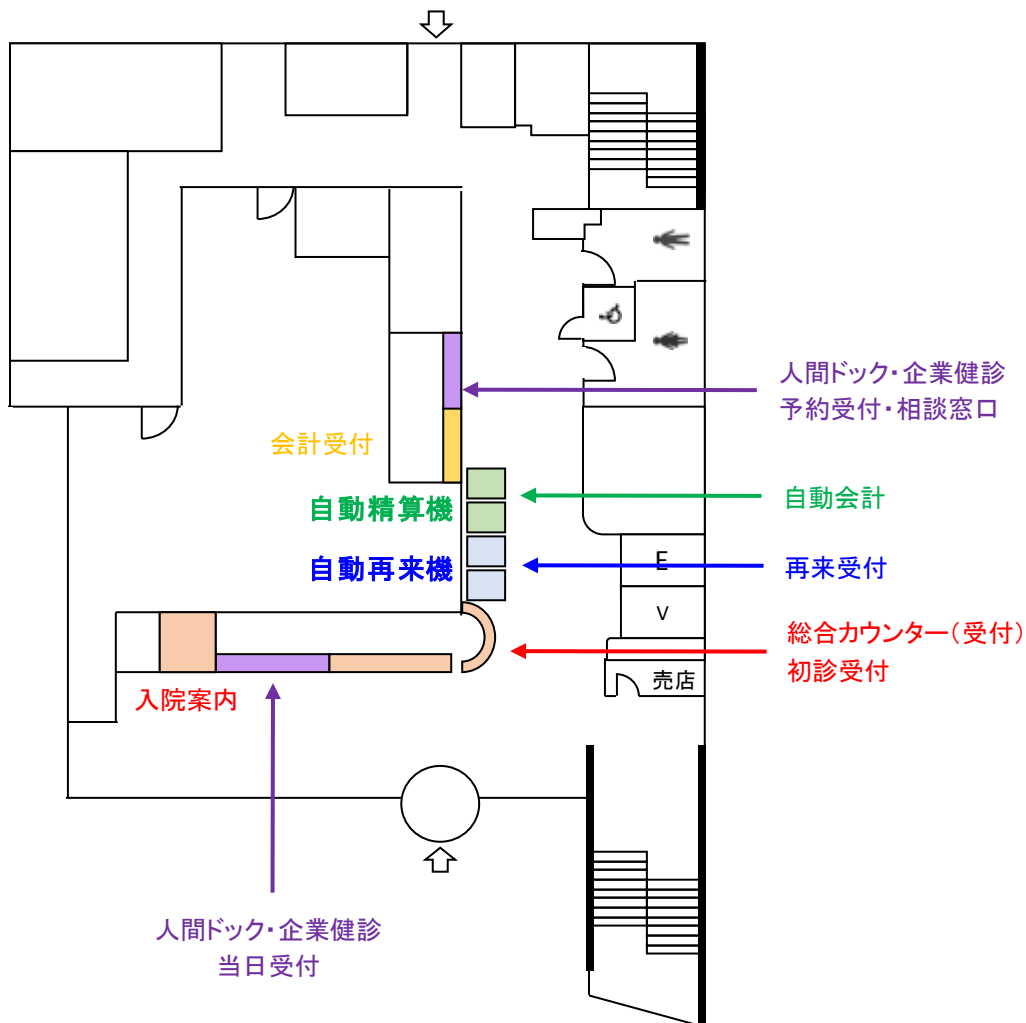 人間ドック・企業健診
予約受付・相談窓口
会計受付
自動精算機
自動会計
自動再来機
再来受付
E
V
総合カウンター(受付)
初診受付
売店
入院案内
人間ドック・企業健診
当日受付